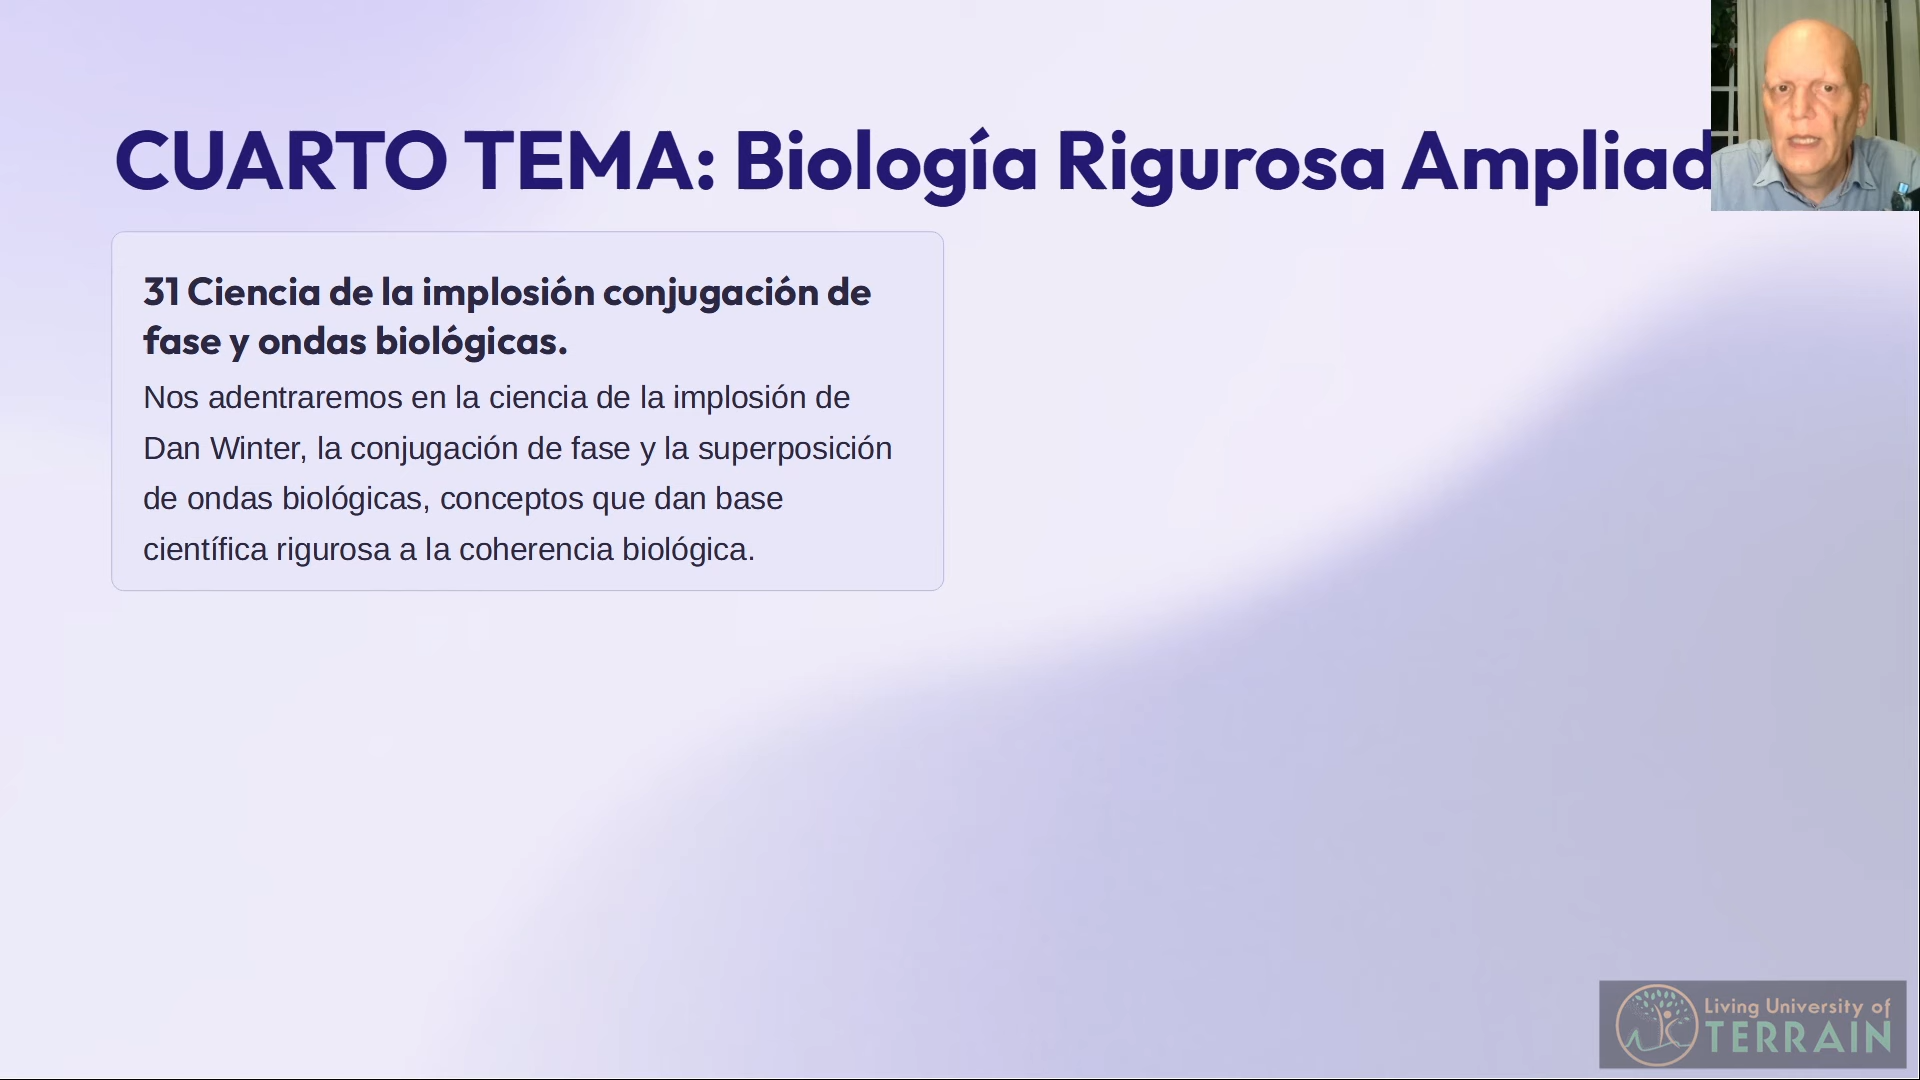 CUARTO TEMA: Biología Rigurosa Ampliad
31 Ciencia de la implosión conjugación de
fase y ondas biológicas.
Nos adentraremos en la ciencia de la implosión de
Dan Winter, la conjugación de fase y la superposición
de ondas biológicas, conceptos que dan base
científica rigurosa a la coherencia biológica.
Living University of
TERRAIN